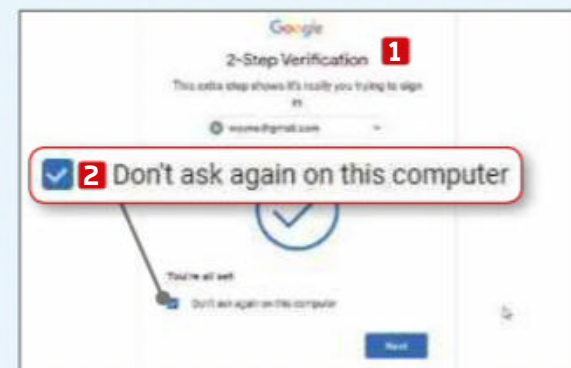 Google
2-Step Verification 1
This extra step shows it's really you trying to sign
in
2 Don't ask again on this computer
You're all set
Don't ask again on this computer
Next